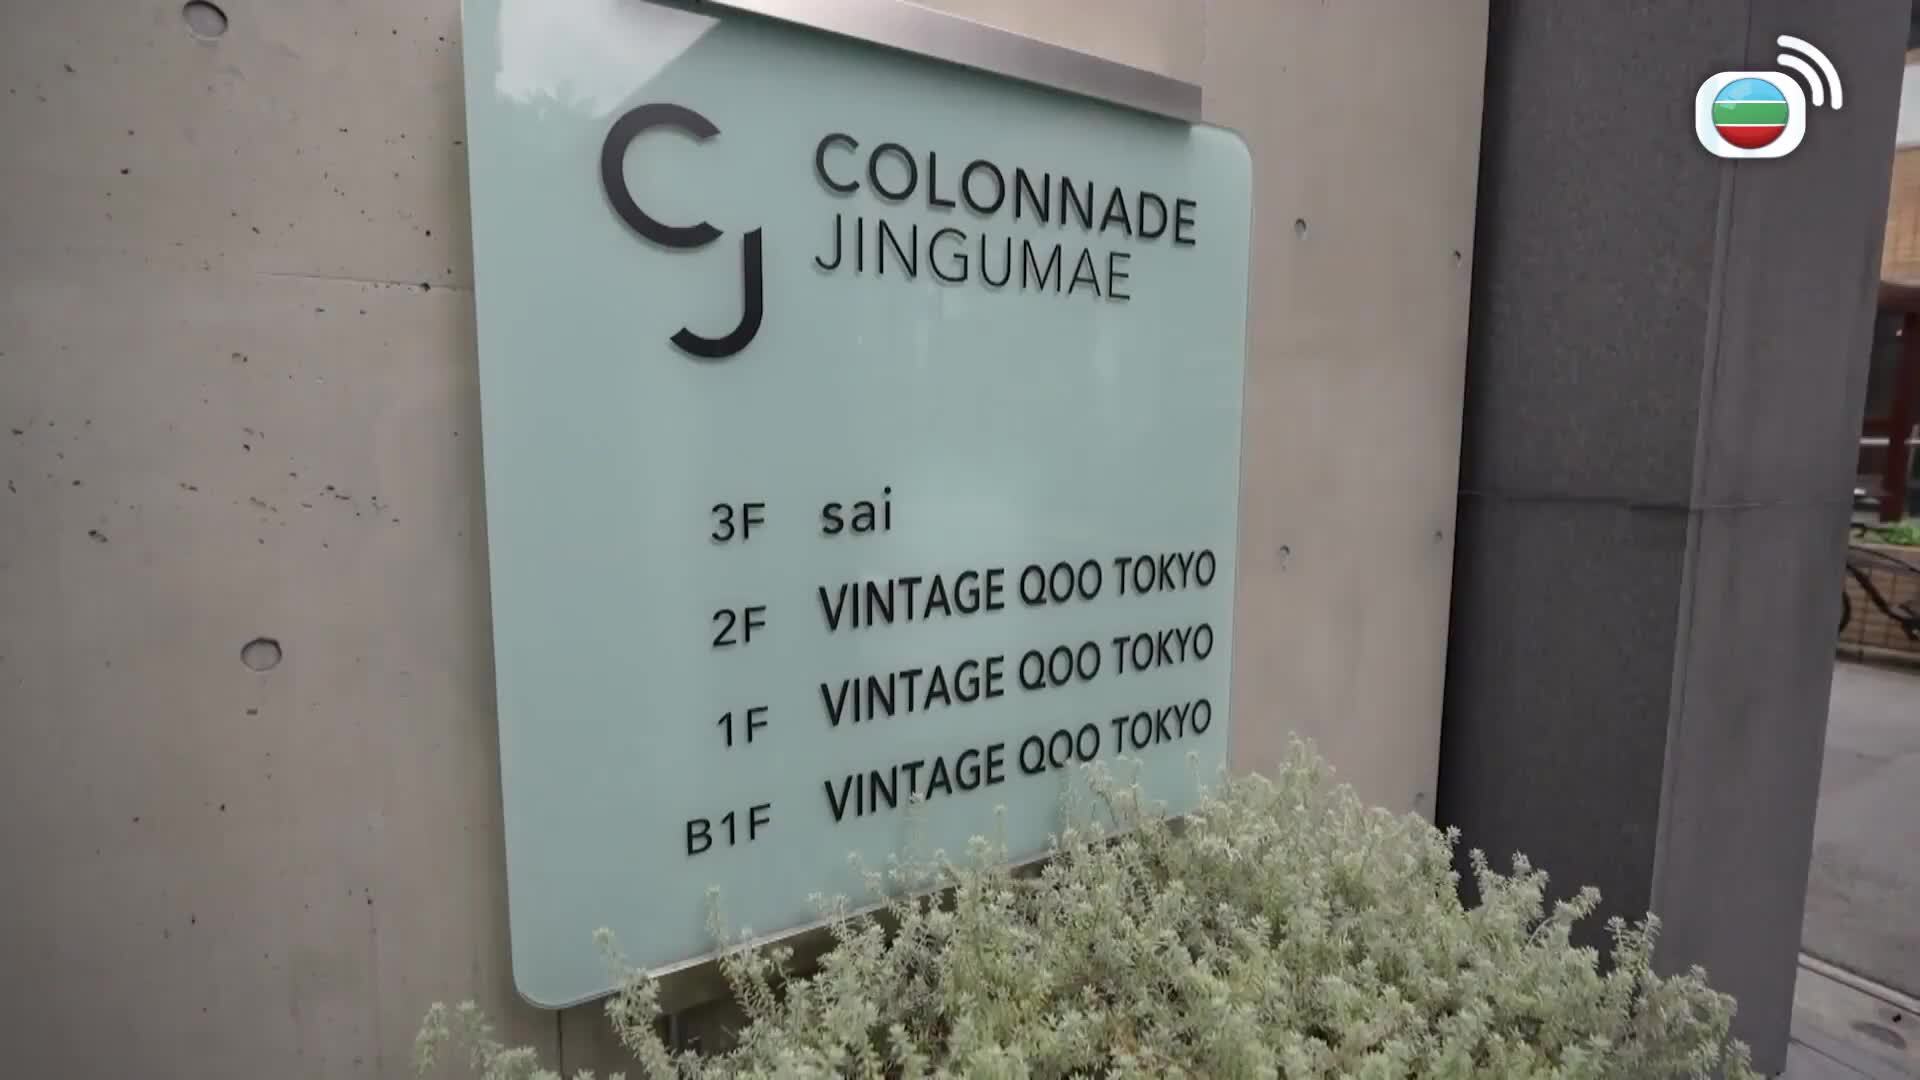 CJ
COLONNADE
JINGUMAE
3F sai
2F VINTAGE QOO TOKYO
1F VINTAGE QOO TOKYO
B1F VINTAGE QOO TOKYO